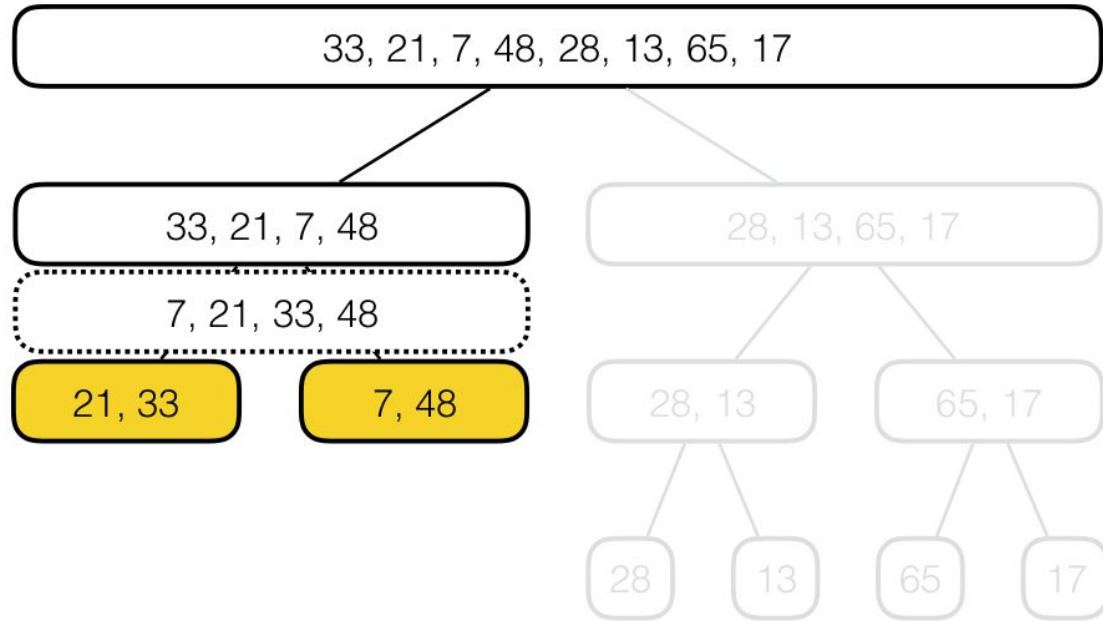 33, 21, 7, 48, 28, 13, 65, 17
33, 21, 7, 48
28, 13, 65, 17
7, 21, 33, 48
21, 33
7, 48
28, 13
65, 17
28
13
65
17